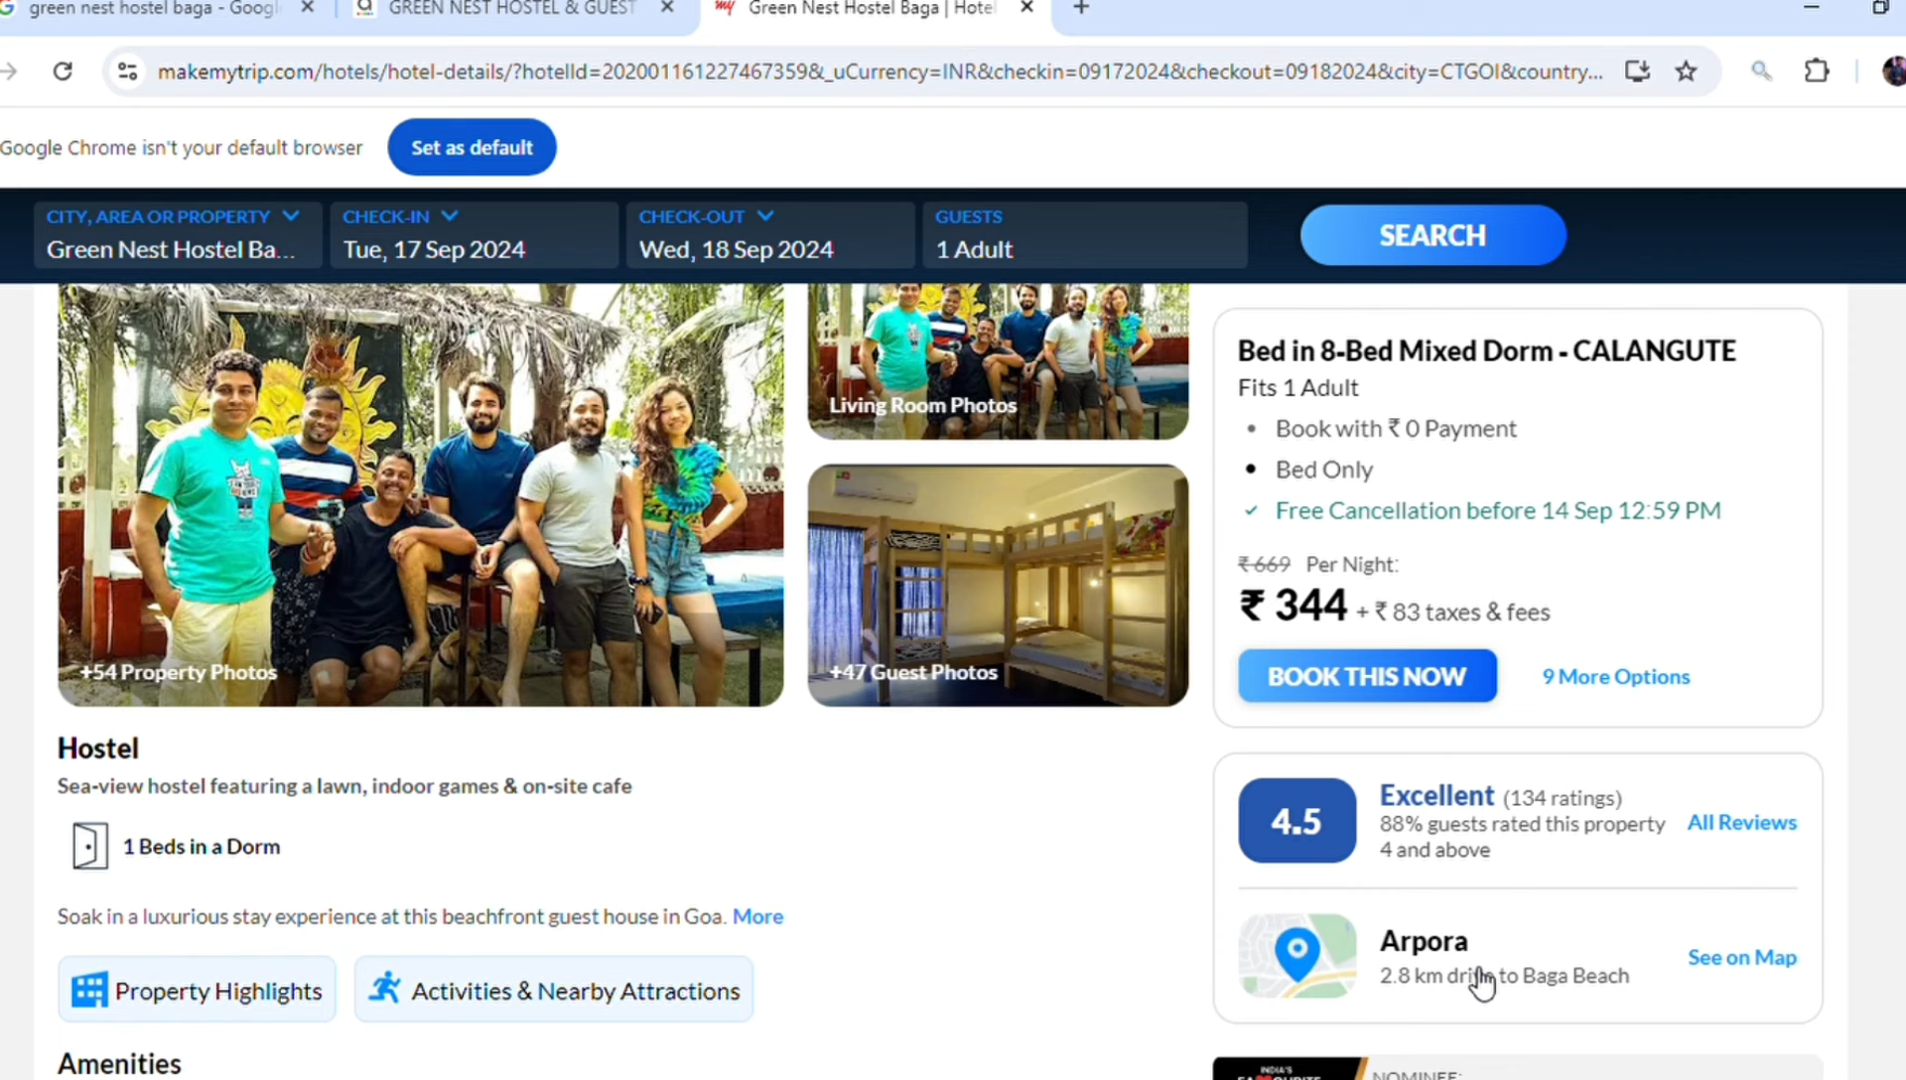 green nest hostel baga - Googl
GREEN NEST HOSTEL & GUEST
Green Nest Hostel Baga | Hotel
makemytrip.com/hotels/hotel-details/?hotelId=202001161227467359&_uCurrency=INR&checkin=09172024&checkout=09182024&city=CTGOI&country...
Google Chrome isn't your default browser
Set as default
CITY, AREA OR PROPERTY
Green Nest Hostel Ba...
CHECK-IN
Tue, 17 Sep 2024
CHECK-OUT
Wed, 18 Sep 2024
GUESTS
1 Adult
SEARCH
+54 Property Photos
Living Room Photos
+47 Guest Photos
Bed in 8-Bed Mixed Dorm - CALANGUTE
Fits 1 Adult
• Book with ₹ 0 Payment
• Bed Only
Free Cancellation before 14 Sep 12:59 PM
₹ 669 Per Night:
₹ 344 + ₹ 83 taxes & fees
BOOK THIS NOW
9 More Options
Hostel
Sea-view hostel featuring a lawn, indoor games & on-site cafe
1 Beds in a Dorm
Soak in a luxurious stay experience at this beachfront guest house in Goa. More
Property Highlights
Activities & Nearby Attractions
Amenities
4.5
Excellent (134 ratings)
88% guests rated this property
4 and above
All Reviews
Arpora
2.8 km drive to Baga Beach
See on Map
INDIA'S
NOMINEE: